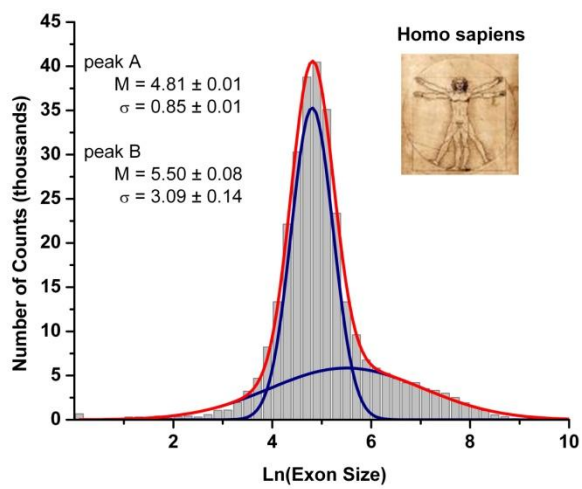 45
40
35
30
25
20
15
10
5
0
Number of Counts (thousands)
peak A
M = 4.81 ± 0.01
σ = 0.85 ± 0.01
peak B
M = 5.50 ± 0.08
σ = 3.09 ± 0.14
Homo sapiens
2 4 6 8 10
Ln(Exon Size)